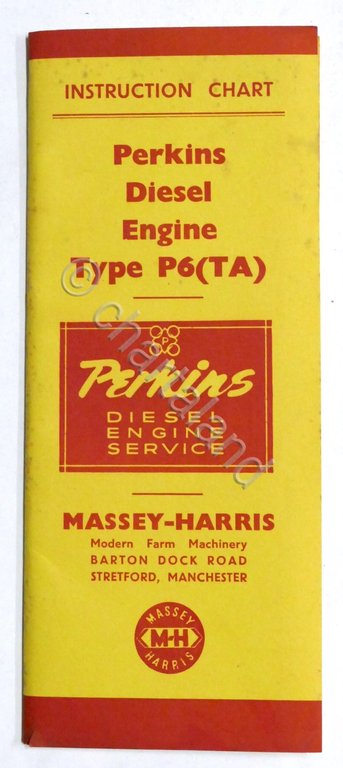 INSTRUCTION CHART
Perkins
Diesel
Engine
Type P6(TA)
P
Perkins
DIESEL
ENGINE
SERVICE
MASSEY-HARRIS
Modern Farm Machinery
BARTON DOCK ROAD
STRETFORD, MANCHESTER
MASSEY
M-H
HARRIS
© chartaland